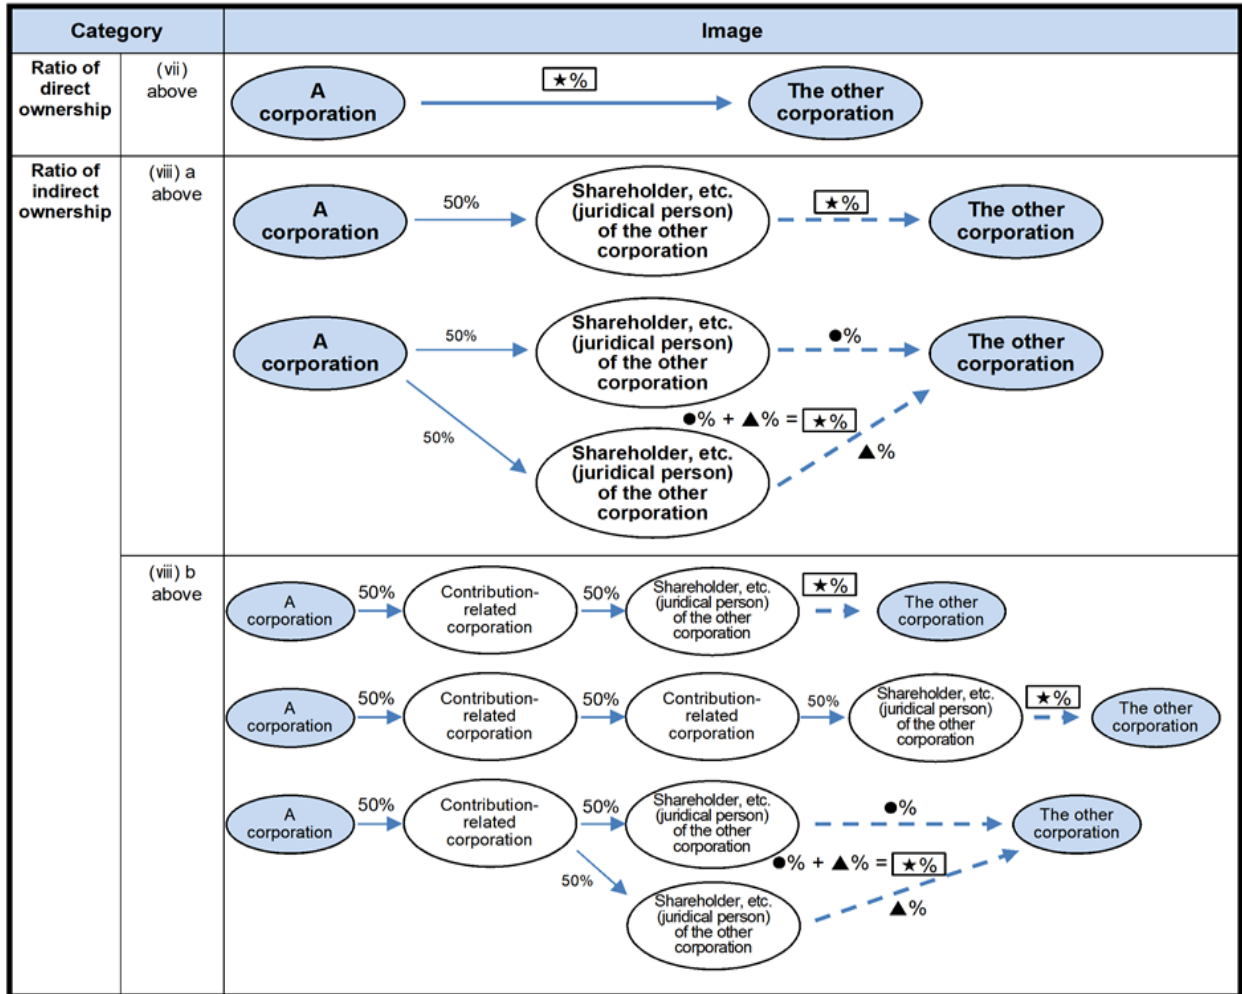 Category
Image
Ratio of
direct
ownership
(ⅶ)
above
A
corporation
★%
The other
corporation
Ratio of
indirect
ownership
(ⅷ) a
above
A
corporation
50%
Shareholder, etc.
(juridical person)
of the other
corporation
★%
The other
corporation
A
corporation
50%
Shareholder, etc.
(juridical person)
of the other
corporation
●%
The other
corporation
●% + ▲% = ★%
50%
Shareholder, etc.
(juridical person)
of the other
corporation
▲%
(ⅷ) b
above
A
corporation
50%
Contribution-
related
corporation
50%
Shareholder, etc.
(juridical person)
of the other
corporation
★%
The other
corporation
A
corporation
50%
Contribution-
related
corporation
50%
Contribution-
related
corporation
50%
Shareholder, etc.
(juridical person)
of the other
corporation
★%
The other
corporation
A
corporation
50%
Contribution-
related
corporation
50%
Shareholder, etc.
(juridical person)
of the other
corporation
●%
The other
corporation
●% + ▲% = ★%
50%
Shareholder, etc.
(juridical person)
of the other
corporation
▲%